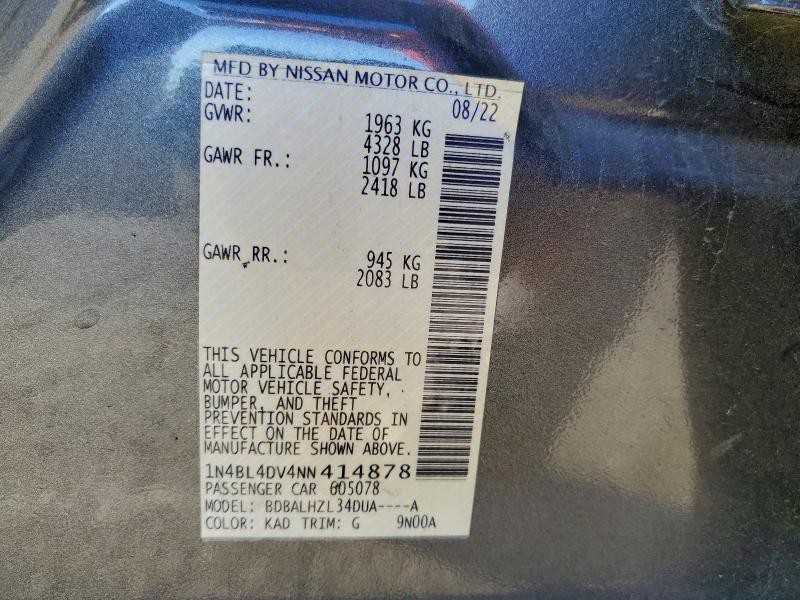 MFD BY NISSAN MOTOR CO., LTD.
DATE: 08/22
GVWR: 1963 KG
4328 LB
GAWR FR.: 1097 KG
2418 LB
GAWR RR.: 945 KG
2083 LB
THIS VEHICLE CONFORMS TO
ALL APPLICABLE FEDERAL
MOTOR VEHICLE SAFETY,
BUMPER, AND THEFT
PREVENTION STANDARDS IN
EFFECT ON THE DATE OF
MANUFACTURE SHOWN ABOVE.
1N4BL4DV4NN414878
PASSENGER CAR 605078
MODEL: BDBALHZL34DUA----A
COLOR: KAD TRIM: G 9N00A